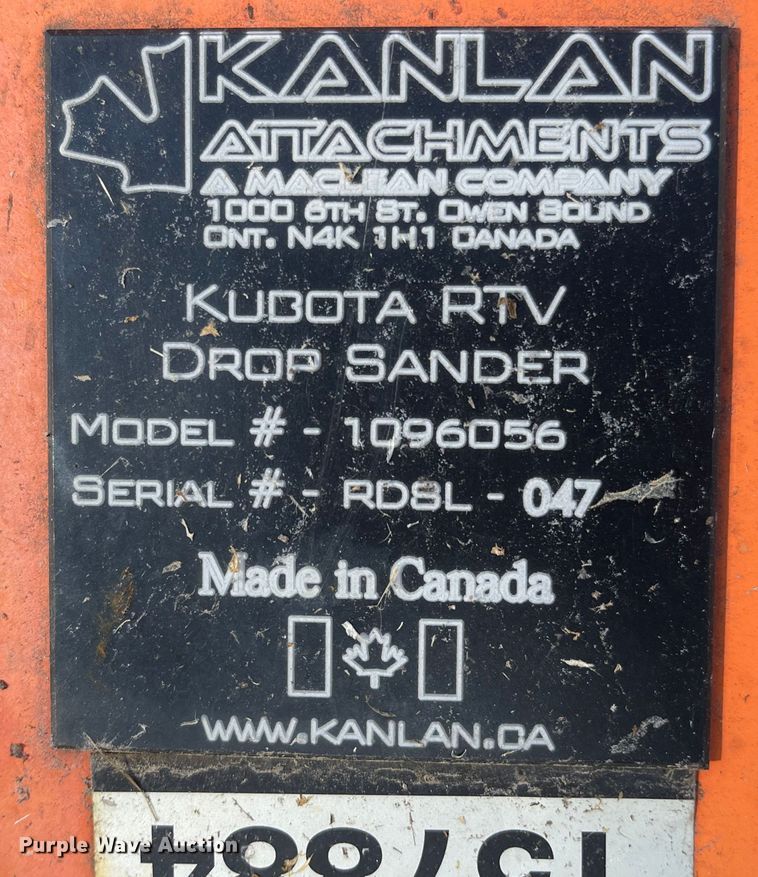 KANLAN
ATTACHMENTS
A MACLEAN COMPANY
1000 6TH ST. OWEN SOUND
ONT. N4K 1H1 CANADA
KUBOTA RTV
DROP SANDER
MODEL # - 1096056
SERIAL # - RD8L - 047
Made in Canada
WWW.KANLAN.CA
Purple Wave Auction